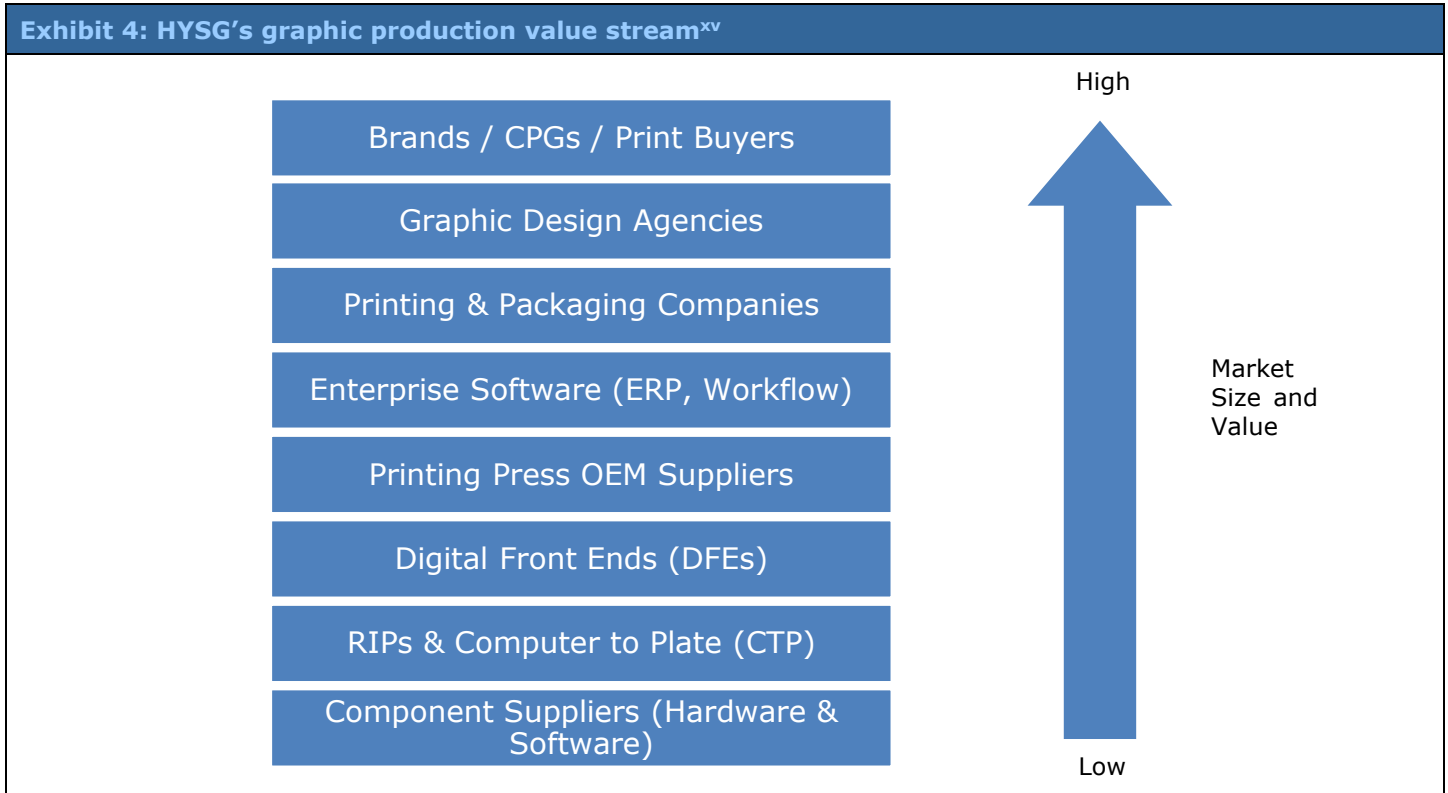 Exhibit 4: HYSG’s graphic production value streamxv
High
Brands / CPGs / Print Buyers
Graphic Design Agencies
Printing & Packaging Companies
Enterprise Software (ERP, Workflow)
Printing Press OEM Suppliers
Digital Front Ends (DFEs)
RIPs & Computer to Plate (CTP)
Component Suppliers (Hardware &
Software)
Market
Size and
Value
Low